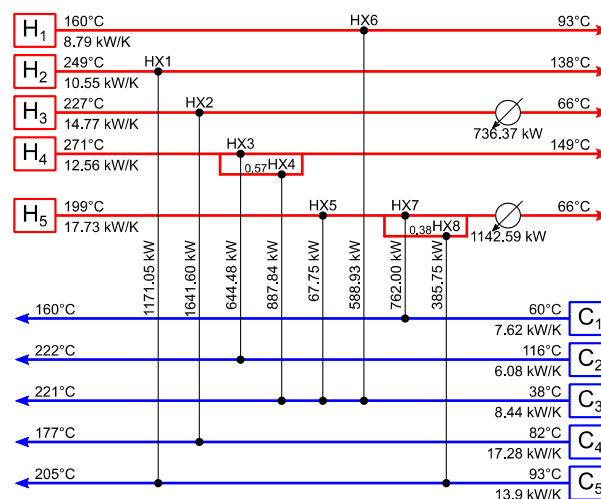 HX6
H1 160°C 93°C
8.79 kW/K
HX1
H2 249°C 138°C
10.55 kW/K
HX2
H3 227°C 66°C
14.77 kW/K 736.37 kW
HX3
H4 271°C 149°C
12.56 kW/K 0.57 HX4
H5 199°C HX5 HX7 66°C
17.73 kW/K 0.38 HX8 1142.59 kW
1171.05 kW
1641.60 kW
644.48 kW
887.84 kW
67.75 kW
588.93 kW
762.00 kW
385.75 kW
160°C 60°C C1
7.62 kW/K
222°C 116°C C2
6.08 kW/K
221°C 38°C C3
8.44 kW/K
177°C 82°C C4
17.28 kW/K
205°C 93°C C5
13.9 kW/K